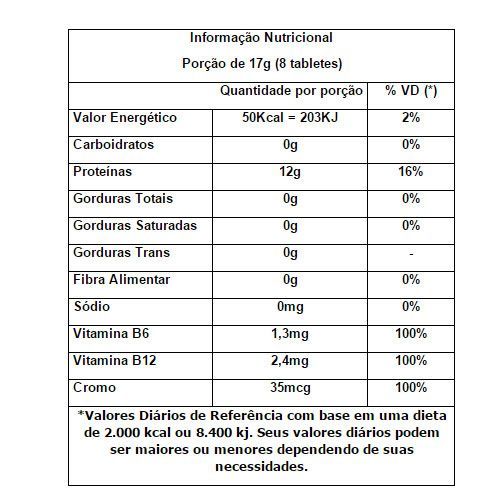 Informação Nutricional
Porção de 17g (8 tabletes)
Quantidade por porção % VD (*)
Valor Energético 50Kcal = 203KJ 2%
Carboidratos 0g 0%
Proteínas 12g 16%
Gorduras Totais 0g 0%
Gorduras Saturadas 0g 0%
Gorduras Trans 0g -
Fibra Alimentar 0g 0%
Sódio 0mg 0%
Vitamina B6 1,3mg 100%
Vitamina B12 2,4mg 100%
Cromo 35mcg 100%
*Valores Diários de Referência com base em uma dieta
de 2.000 kcal ou 8.400 kj. Seus valores diários podem
ser maiores ou menores dependendo de suas
necessidades.